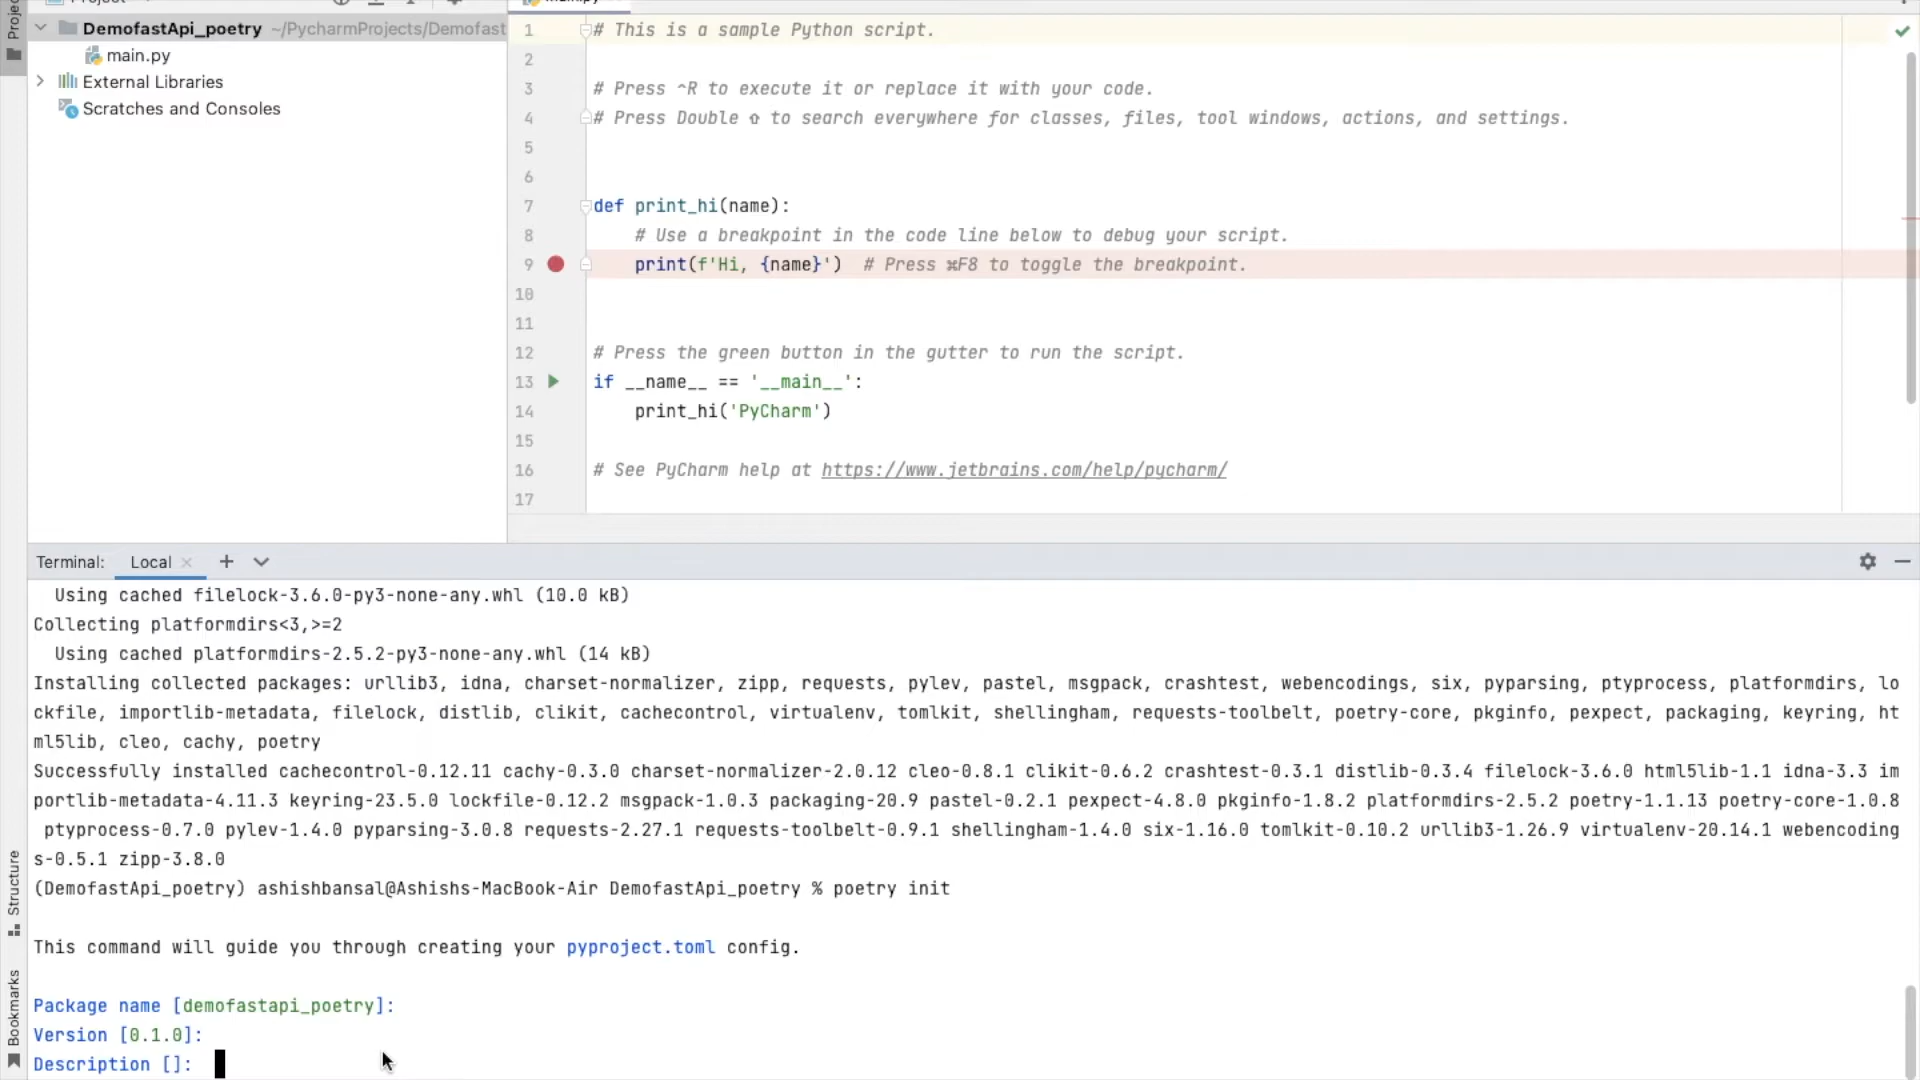 Project
DemofastApi_poetry ~/PycharmProjects/Demofast
main.py
External Libraries
Scratches and Consoles
main.py
1 # This is a sample Python script.
2
3 # Press ⌃R to execute it or replace it with your code.
4 # Press Double ⇧ to search everywhere for classes, files, tool windows, actions, and settings.
5
6
7 def print_hi(name):
8 # Use a breakpoint in the code line below to debug your script.
9 print(f'Hi, {name}') # Press ⌘F8 to toggle the breakpoint.
10
11
12 # Press the green button in the gutter to run the script.
13 if __name__ == '__main__':
14 print_hi('PyCharm')
15
16 # See PyCharm help at https://www.jetbrains.com/help/pycharm/
17
Terminal: Local
Using cached filelock-3.6.0-py3-none-any.whl (10.0 kB)
Collecting platformdirs<3,>=2
Using cached platformdirs-2.5.2-py3-none-any.whl (14 kB)
Installing collected packages: urllib3, idna, charset-normalizer, zipp, requests, pylev, pastel, msgpack, crashtest, webencodings, six, pyparsing, ptyprocess, platformdirs, lo
ckfile, importlib-metadata, filelock, distlib, clikit, cachecontrol, virtualenv, tomlkit, shellingham, requests-toolbelt, poetry-core, pkginfo, pexpect, packaging, keyring, ht
ml5lib, cleo, cachy, poetry
Successfully installed cachecontrol-0.12.11 cachy-0.3.0 charset-normalizer-2.0.12 cleo-0.8.1 clikit-0.6.2 crashtest-0.3.1 distlib-0.3.4 filelock-3.6.0 html5lib-1.1 idna-3.3 im
portlib-metadata-4.11.3 keyring-23.5.0 lockfile-0.12.2 msgpack-1.0.3 packaging-20.9 pastel-0.2.1 pexpect-4.8.0 pkginfo-1.8.2 platformdirs-2.5.2 poetry-1.1.13 poetry-core-1.0.8
ptyprocess-0.7.0 pylev-1.4.0 pyparsing-3.0.8 requests-2.27.1 requests-toolbelt-0.9.1 shellingham-1.4.0 six-1.16.0 tomlkit-0.10.2 urllib3-1.26.9 virtualenv-20.14.1 webencoding
s-0.5.1 zipp-3.8.0
(DemofastApi_poetry) ashishbansal@Ashishs-MacBook-Air DemofastApi_poetry % poetry init
This command will guide you through creating your pyproject.toml config.
Package name [demofastapi_poetry]:
Version [0.1.0]:
Description []:
Structure
Bookmarks